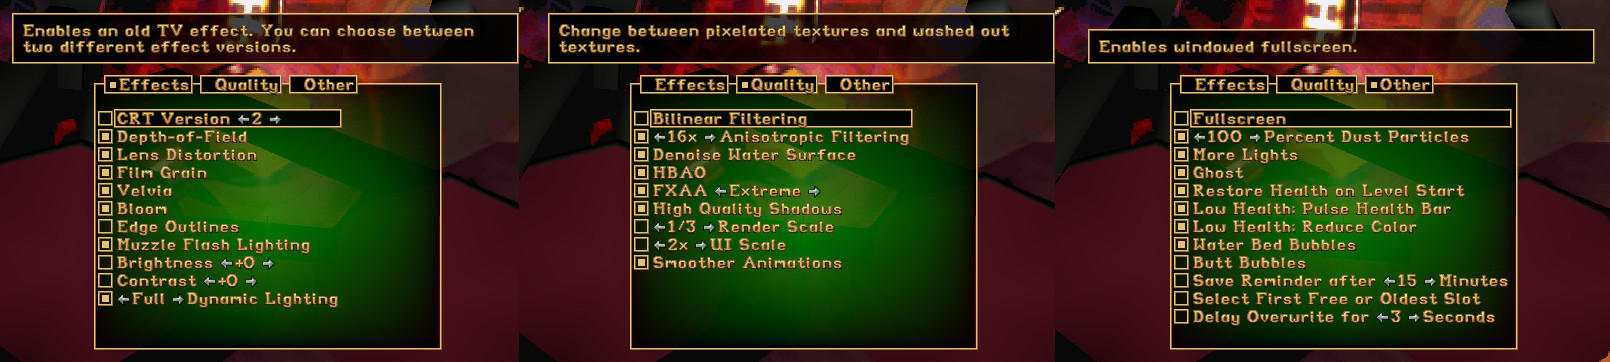 Enables an old TV effect. You can choose between
two different effect versions.
Effects Quality Other
CRT Version ←2 →
Depth-of-Field
Lens Distortion
Film Grain
Velvia
Bloom
Edge Outlines
Muzzle Flash Lighting
Brightness ←+0 →
Contrast ←+0 →
←Full →Dynamic Lighting
Change between pixelated textures and washed out
textures.
Effects Quality Other
Bilinear Filtering
←16x →Anisotropic Filtering
Denoise Water Surface
HBAO
FXAA ←Extreme →
High Quality Shadows
←1/3 →Render Scale
←2x →UI Scale
Smoother Animations
Enables windowed fullscreen.
Effects Quality Other
Fullscreen
←100 →Percent Dust Particles
More Lights
Ghost
Restore Health on Level Start
Low Health: Pulse Health Bar
Low Health: Reduce Color
Water Bed Bubbles
Butt Bubbles
Save Reminder after ←15 →Minutes
Select First Free or Oldest Slot
Delay Overwrite for ←3 →Seconds